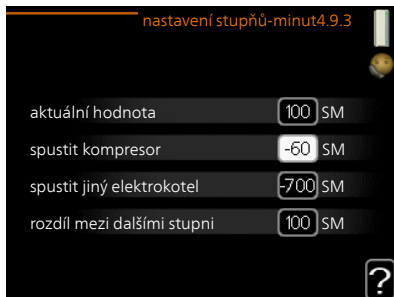 nastavení stupňů-minut4.9.3
aktuální hodnota 100 SM
spustit kompresor -60 SM
spustit jiný elektrokotel -700 SM
rozdíl mezi dalšími stupni 100 SM
?